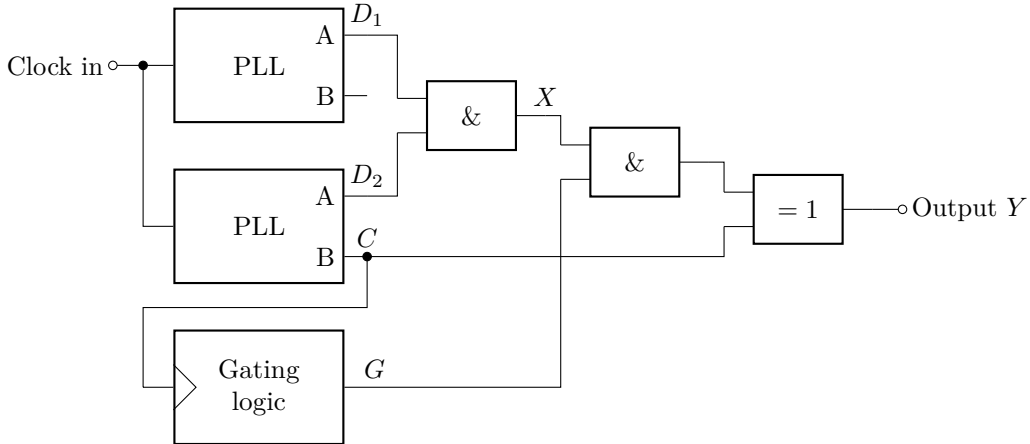 D1
A
Clock in
PLL
B
&
X
&
D2
A
PLL
= 1
Output Y
C
B
Gating
logic
G